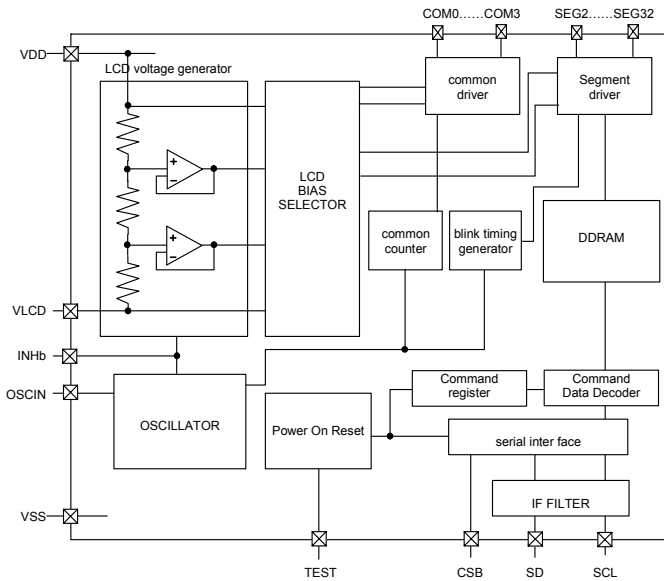 COM0……COM3
SEG2……SEG32
VDD
LCD voltage generator
common
driver
Segment
driver
+
−
LCD
BIAS
SELECTOR
common
counter
blink timing
generator
DDRAM
+
−
VLCD
INHb
OSCIN
OSCILLATOR
Command
register
Command
Data Decoder
Power On Reset
serial inter face
IF FILTER
VSS
TEST
CSB
SD
SCL